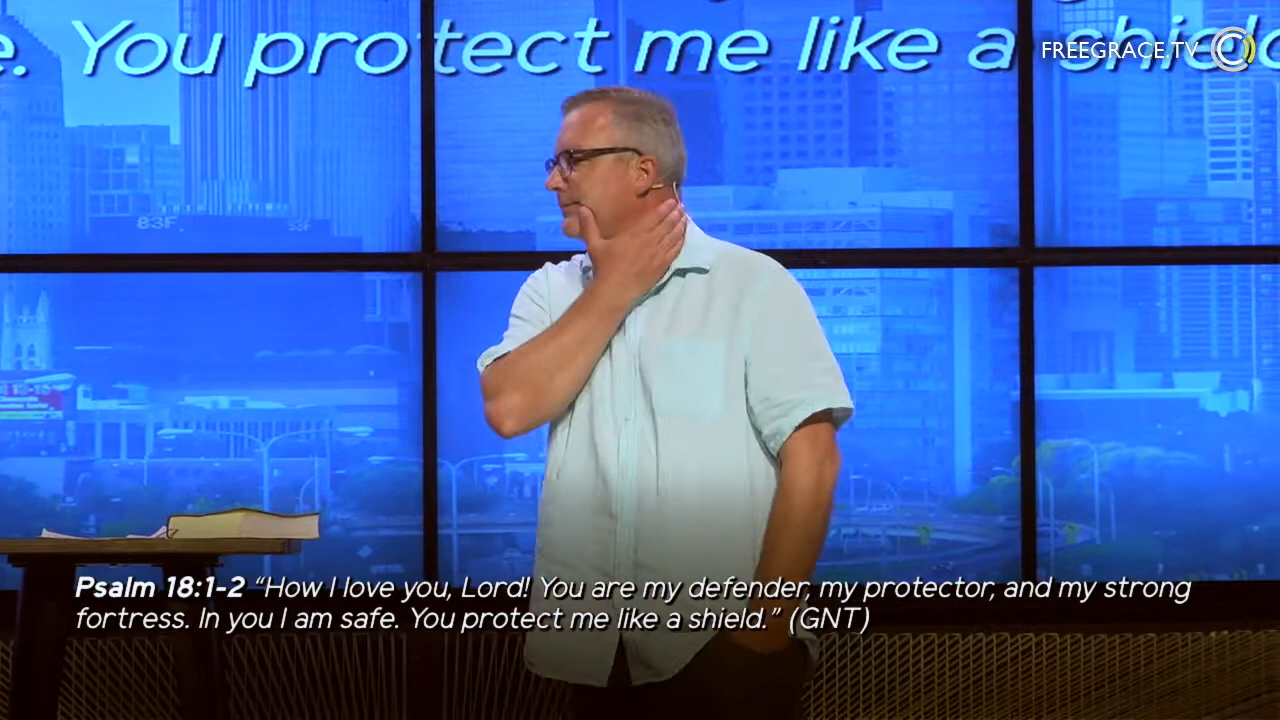 e. You protect me like a shield
FREEGRACE.TV
83F
Psalm 18:1-2 “How I love you, Lord! You are my defender, my protector, and my strong
fortress. In you I am safe. You protect me like a shield.” (GNT)